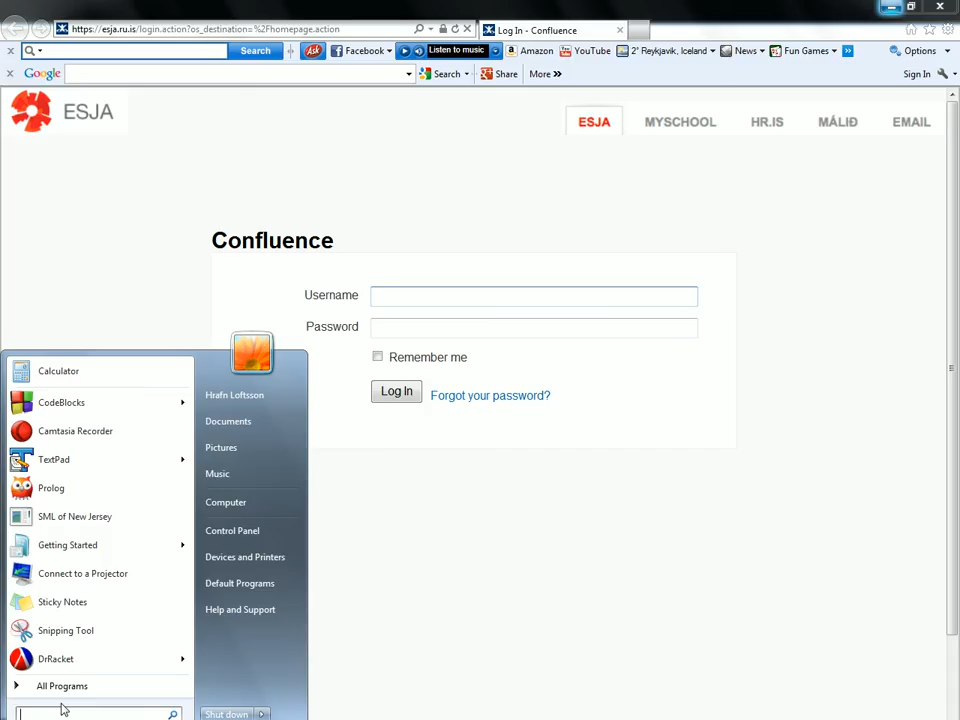 https://esja.ru.is/login.action?os_destination=%2Fhomepage.action
Log In - Confluence
Search
Ask
Facebook
Listen to music
Amazon
YouTube
2° Reykjavik, Iceland
News
Fun Games
Options
Google
Search
Share
More
Sign In
ESJA
ESJA
MYSCHOOL
HR.IS
MÁLIÐ
EMAIL
Confluence
Username
Password
Remember me
Log In
Forgot your password?
Calculator
CodeBlocks
Camtasia Recorder
TextPad
Prolog
SML of New Jersey
Getting Started
Connect to a Projector
Sticky Notes
Snipping Tool
DrRacket
All Programs
Hrafn Loftsson
Documents
Pictures
Music
Computer
Control Panel
Devices and Printers
Default Programs
Help and Support
Shut down